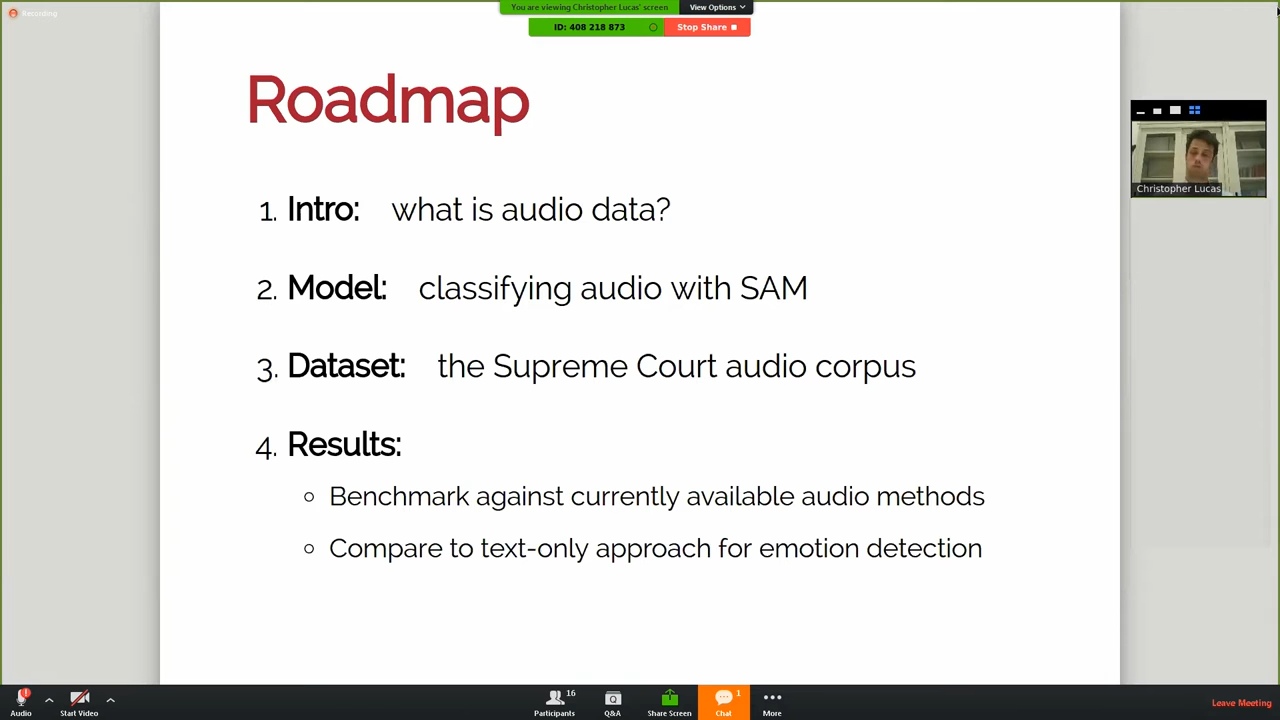 Recording
You are viewing Christopher Lucas' screen
View Options
ID: 408 218 873
Stop Share
Roadmap
1. Intro: what is audio data?
2. Model: classifying audio with SAM
3. Dataset: the Supreme Court audio corpus
4. Results:
Benchmark against currently available audio methods
Compare to text-only approach for emotion detection
Christopher Lucas
Audio
Start Video
16
Participants
Q&A
Share Screen
1
Chat
More
Leave Meeting